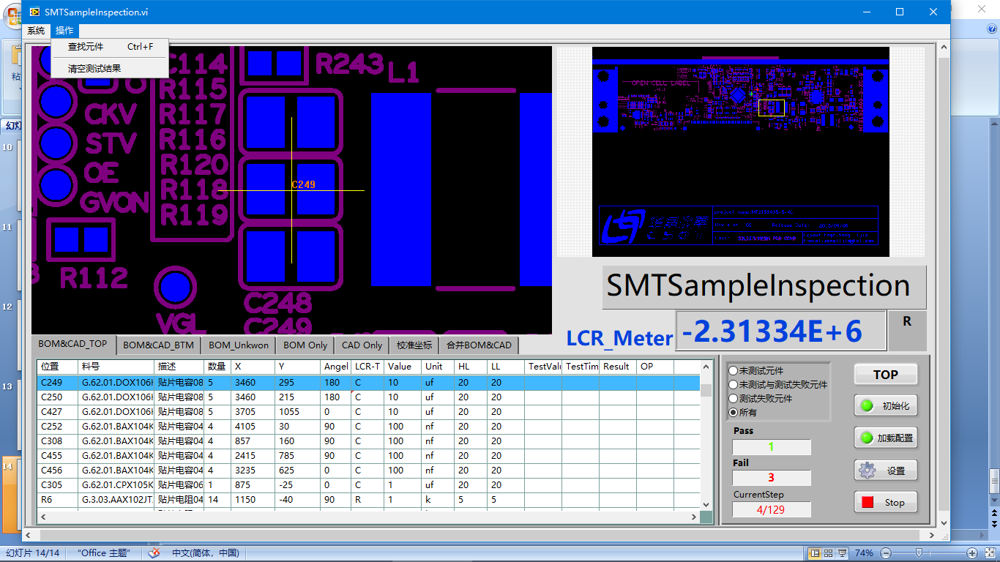 SMTSampleInspection.vi
系统 操作
查找元件 Ctrl+F
清空测试结果
粘
幻灯
10
11
12
13
14
C114
R115
R117
R116
R120
R118
R119
CKV
STV
OE
GVON
R243
L1
C249
R112
VGL
C248
C249
OPEN CELL LABEL
SMTSampleInspection
LCR_Meter -2.31334E+6 R
BOM&CAD_TOP BOM&CAD_BTM BOM_Unkwon BOM Only CAD Only 校准坐标 合并BOM&CAD
位置 料号 描述 数量 X Y Angel LCR-T Value Unit HL LL TestValu TestTim Result OP
C249 G.62.01.DOX106H 贴片电容08 5 3460 295 180 C 10 uf 20 20
C250 G.62.01.DOX106H 贴片电容08 5 3460 215 180 C 10 uf 20 20
C427 G.62.01.DOX106H 贴片电容08 5 3705 1055 0 C 10 uf 20 20
C252 G.62.01.BAX104K 贴片电容04 4 4105 30 90 C 100 nf 20 20
C308 G.62.01.BAX104K 贴片电容04 4 857 160 90 C 100 nf 20 20
C455 G.62.01.BAX104K 贴片电容04 4 2415 785 90 C 100 nf 20 20
C456 G.62.01.BAX104K 贴片电容04 4 3235 625 0 C 100 nf 20 20
C305 G.62.01.CPX105K 贴片电容06 1 875 -25 0 C 1 uf 20 20
R6 G.3.03.AAX102JT. 贴片电阻04 14 1150 -40 90 R 1 k 5 5
未测试元件
未测试与测试失败元件
测试失败元件
所有
Pass
1
Fail
3
CurrentStep
4/129
TOP
初始化
加载配置
设置
Stop
幻灯片 14/14 “Office 主题” 中文(简体，中国) 74%